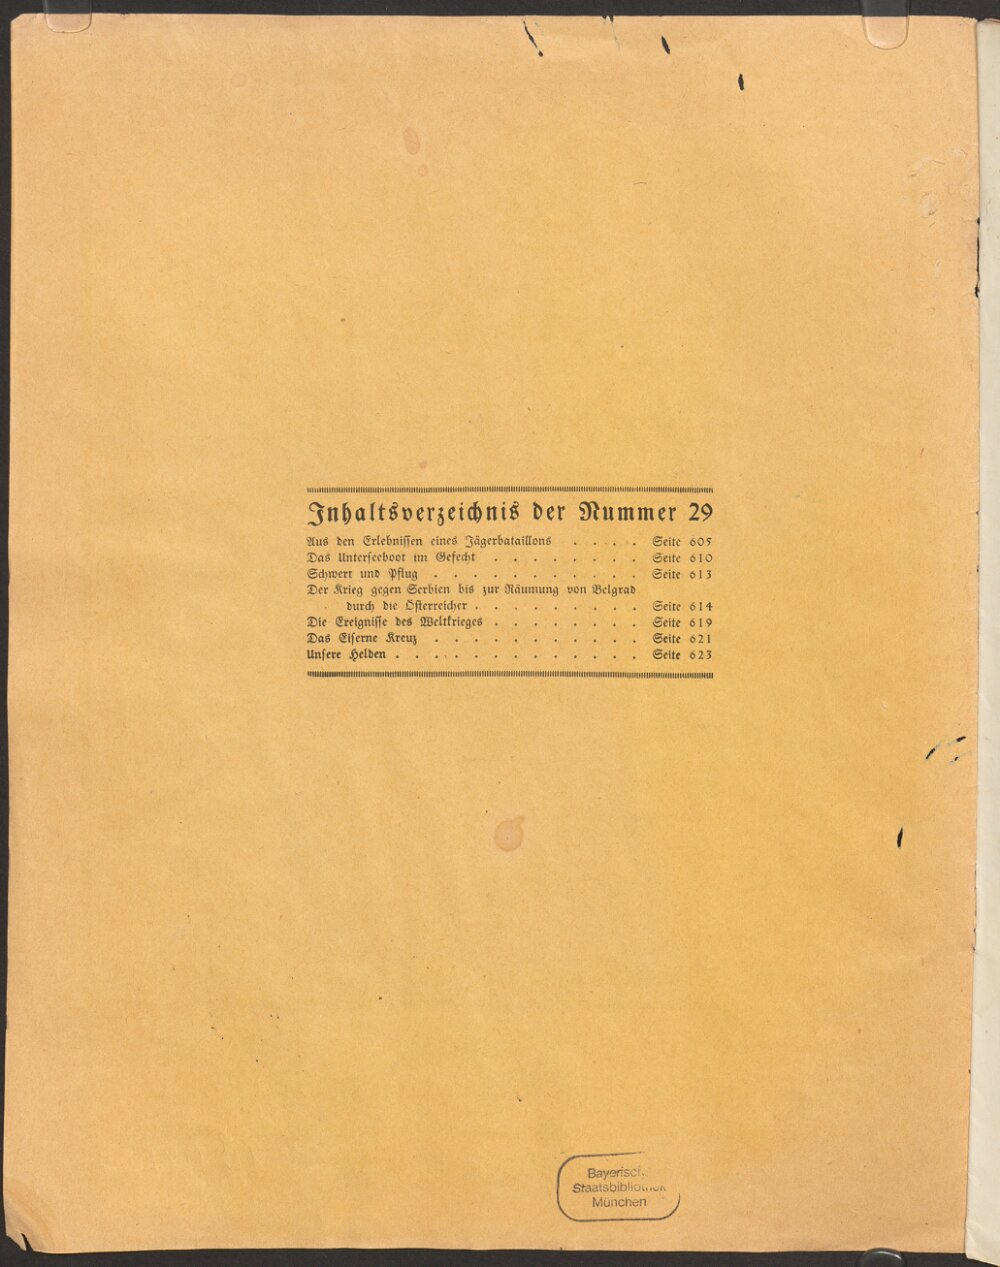 Inhaltsverzeichnis der Nummer 29
Aus den Erlebnissen eines Jägerbataillons . . . . Seite 605
Das Unterseeboot im Gefecht . . . . . . . . Seite 610
Schwert und Pflug . . . . . . . . . . . Seite 613
Der Krieg gegen Serbien bis zur Räumung von Belgrad
durch die Österreicher . . . . . . . . . Seite 614
Die Ereignisse des Weltkrieges . . . . . . . . Seite 619
Das Eiserne Kreuz . . . . . . . . . . . Seite 621
Unsere Helden . . . . . . . . . . . . . Seite 623
Bayerisch.
Staatsbibliothek
München